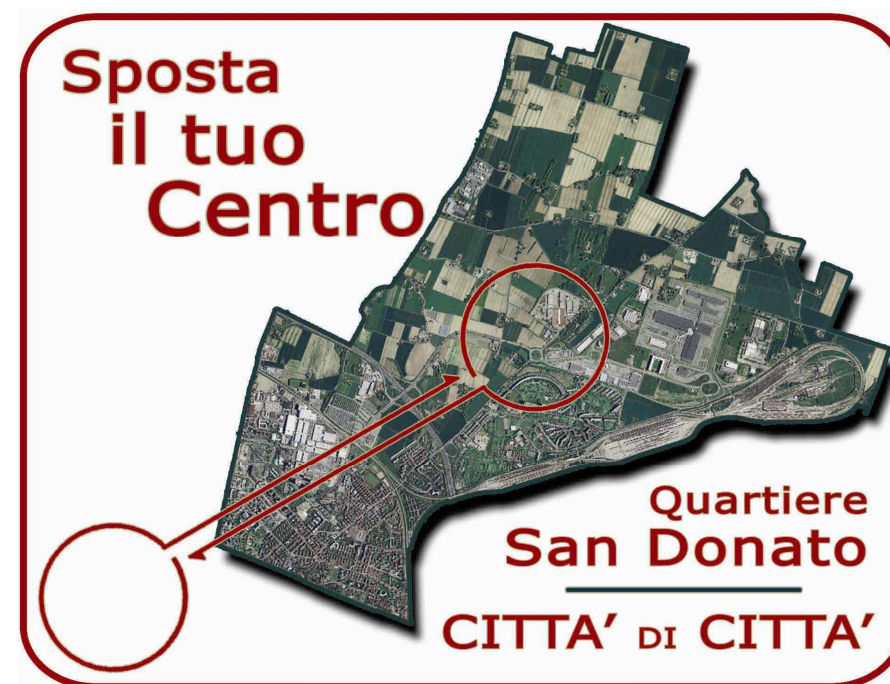 Sposta
il tuo
Centro
Quartiere
San Donato
CITTA’ DI CITTA’